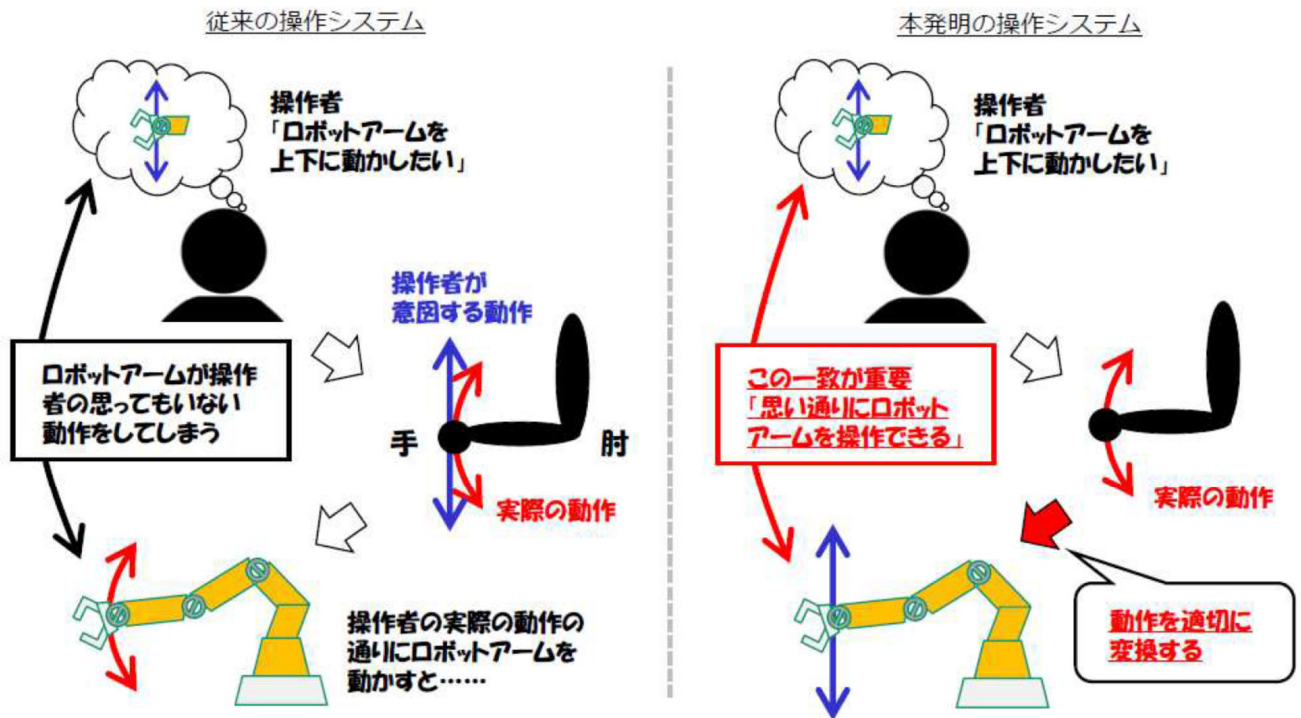 従来の操作システム
操作者
「ロボットアームを
上下に動かしたい」
操作者が
意図する動作
ロボットアームが操作
者の思ってもいない
動作をしてしまう
手
肘
実際の動作
操作者の実際の動作の
通りにロボットアームを
動かすと……
本発明の操作システム
操作者
「ロボットアームを
上下に動かしたい」
この一致が重要
「思い通りにロボット
アームを操作できる」
実際の動作
動作を適切に
変換する